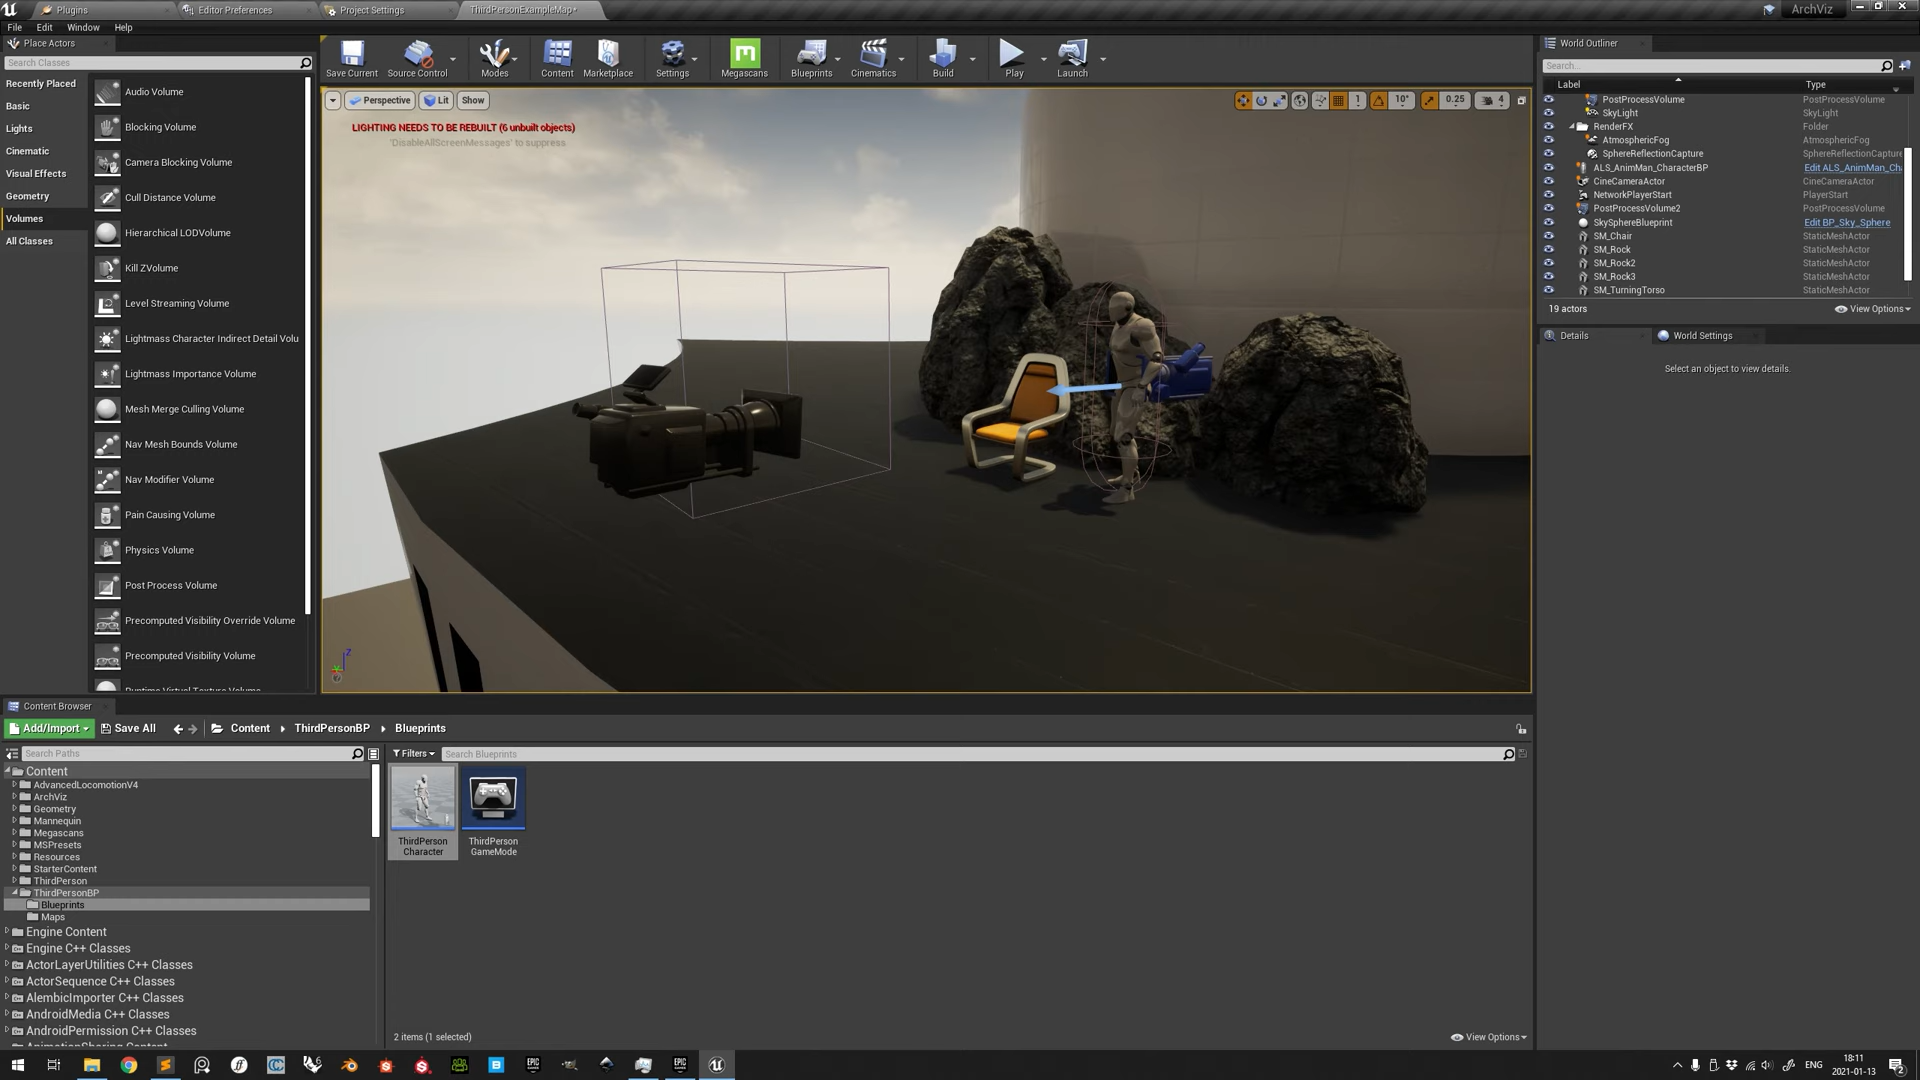 Plugins
Editor Preferences
Project Settings
ThirdPersonExampleMap*
ArchViz
File Edit Window Help
Place Actors
Search Classes
Recently Placed
Basic
Lights
Cinematic
Visual Effects
Geometry
Volumes
All Classes
Audio Volume
Blocking Volume
Camera Blocking Volume
Cull Distance Volume
Hierarchical LODVolume
Kill ZVolume
Level Streaming Volume
Lightmass Character Indirect Detail Volu
Lightmass Importance Volume
Mesh Merge Culling Volume
Nav Mesh Bounds Volume
Nav Modifier Volume
Pain Causing Volume
Physics Volume
Post Process Volume
Precomputed Visibility Override Volume
Precomputed Visibility Volume
Runtime Virtual Texture Volume
Save Current
Source Control
Modes
Content
Marketplace
Settings
Megascans
Blueprints
Cinematics
Build
Play
Launch
Perspective
Lit
Show
10°
0.25
4
1
LIGHTING NEEDS TO BE REBUILT (6 unbuilt objects)
'DisableAllScreenMessages' to suppress
Z
World Outliner
Search...
Label Type
PostProcessVolume PostProcessVolume
SkyLight SkyLight
RenderFX Folder
AtmosphericFog AtmosphericFog
SphereReflectionCapture SphereReflectionCapture
ALS_AnimMan_CharacterBP Edit ALS_AnimMan_Cha
CineCameraActor CineCameraActor
NetworkPlayerStart PlayerStart
PostProcessVolume2 PostProcessVolume
SkySphereBlueprint Edit BP_Sky_Sphere
SM_Chair StaticMeshActor
SM_Rock StaticMeshActor
SM_Rock2 StaticMeshActor
SM_Rock3 StaticMeshActor
SM_TurningTorso StaticMeshActor
19 actors View Options
Details
World Settings
Select an object to view details.
Content Browser
Add/Import
Save All
Content
ThirdPersonBP
Blueprints
Search Paths
Filters
Search Blueprints
Content
AdvancedLocomotionV4
ArchViz
Geometry
Mannequin
Megascans
MSPresets
Resources
StarterContent
ThirdPerson
ThirdPersonBP
Blueprints
Maps
Engine Content
Engine C++ Classes
ActorLayerUtilities C++ Classes
ActorSequence C++ Classes
AlembicImporter C++ Classes
AndroidMedia C++ Classes
AndroidPermission C++ Classes
AnimationSharing Content
ThirdPerson
Character
ThirdPerson
GameMode
2 items (1 selected)
View Options
ENG
18:11
2021-01-13